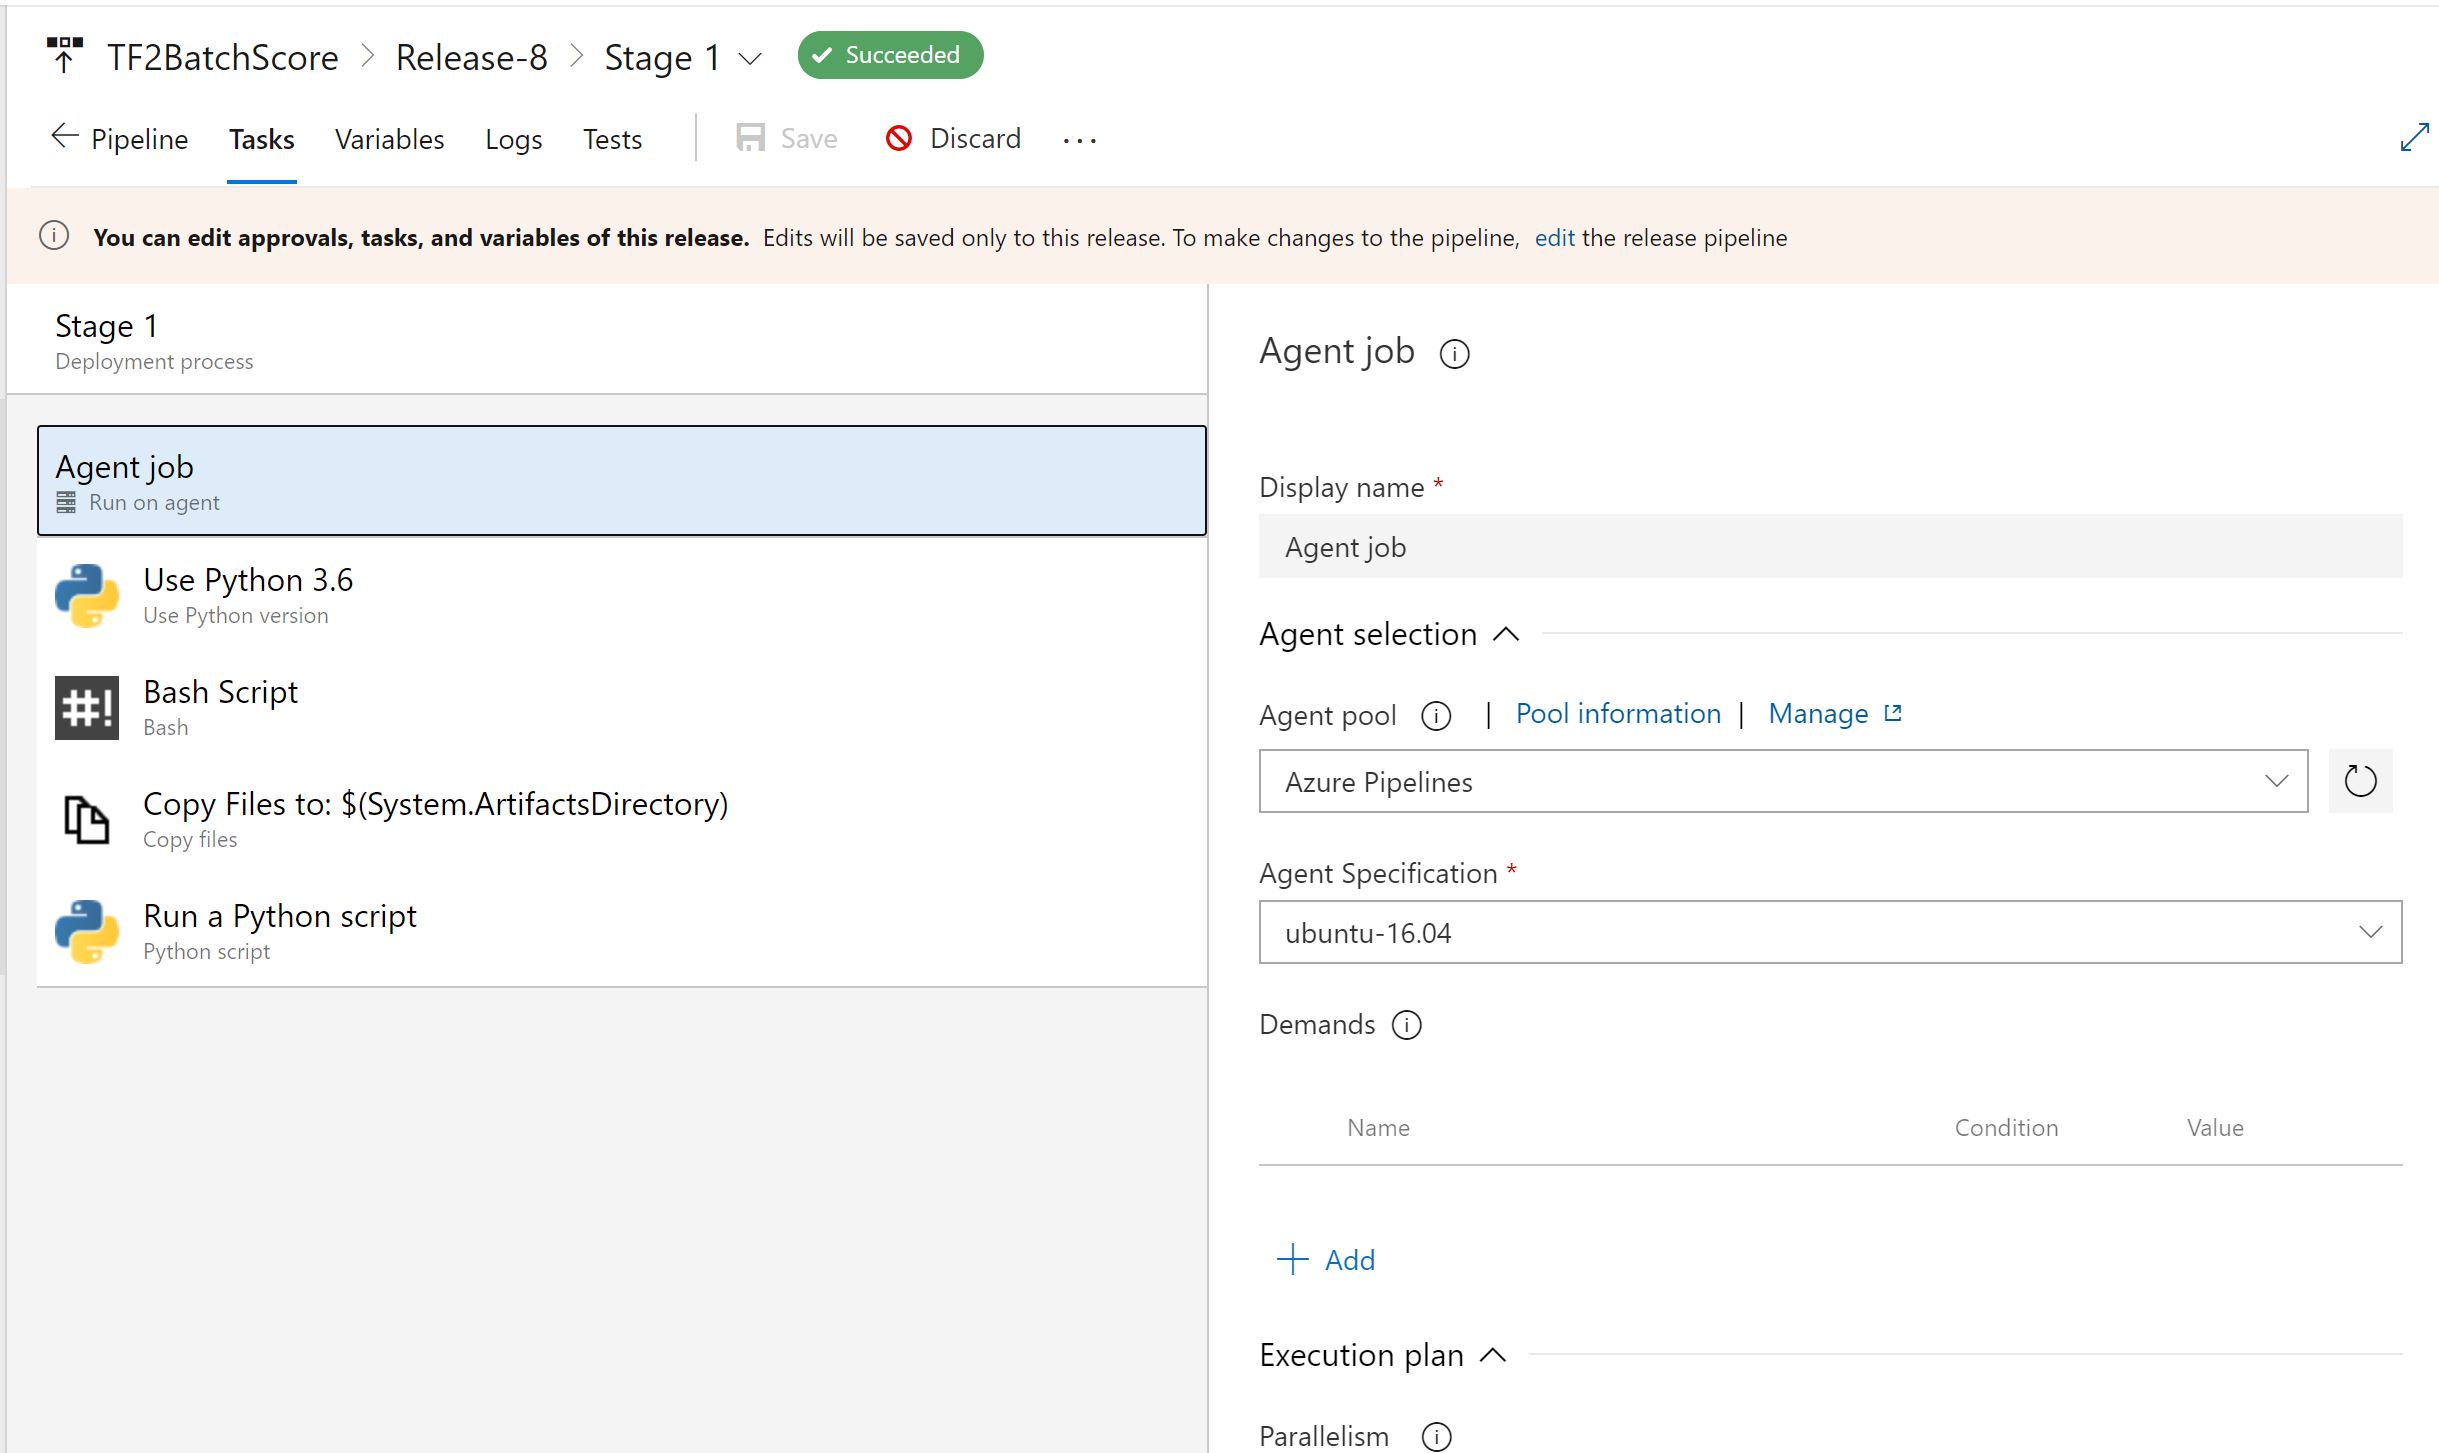 TF2BatchScore > Release-8 > Stage 1 Succeeded
Pipeline Tasks Variables Logs Tests Save Discard ...
You can edit approvals, tasks, and variables of this release. Edits will be saved only to this release. To make changes to the pipeline, edit the release pipeline
Stage 1
Deployment process
Agent job
Run on agent
Use Python 3.6
Use Python version
#! Bash Script
Bash
Copy Files to: $(System.ArtifactsDirectory)
Copy files
Run a Python script
Python script
Agent job
Display name *
Agent job
Agent selection
Agent pool | Pool information | Manage
Azure Pipelines
Agent Specification *
ubuntu-16.04
Demands
Name Condition Value
+ Add
Execution plan
Parallelism